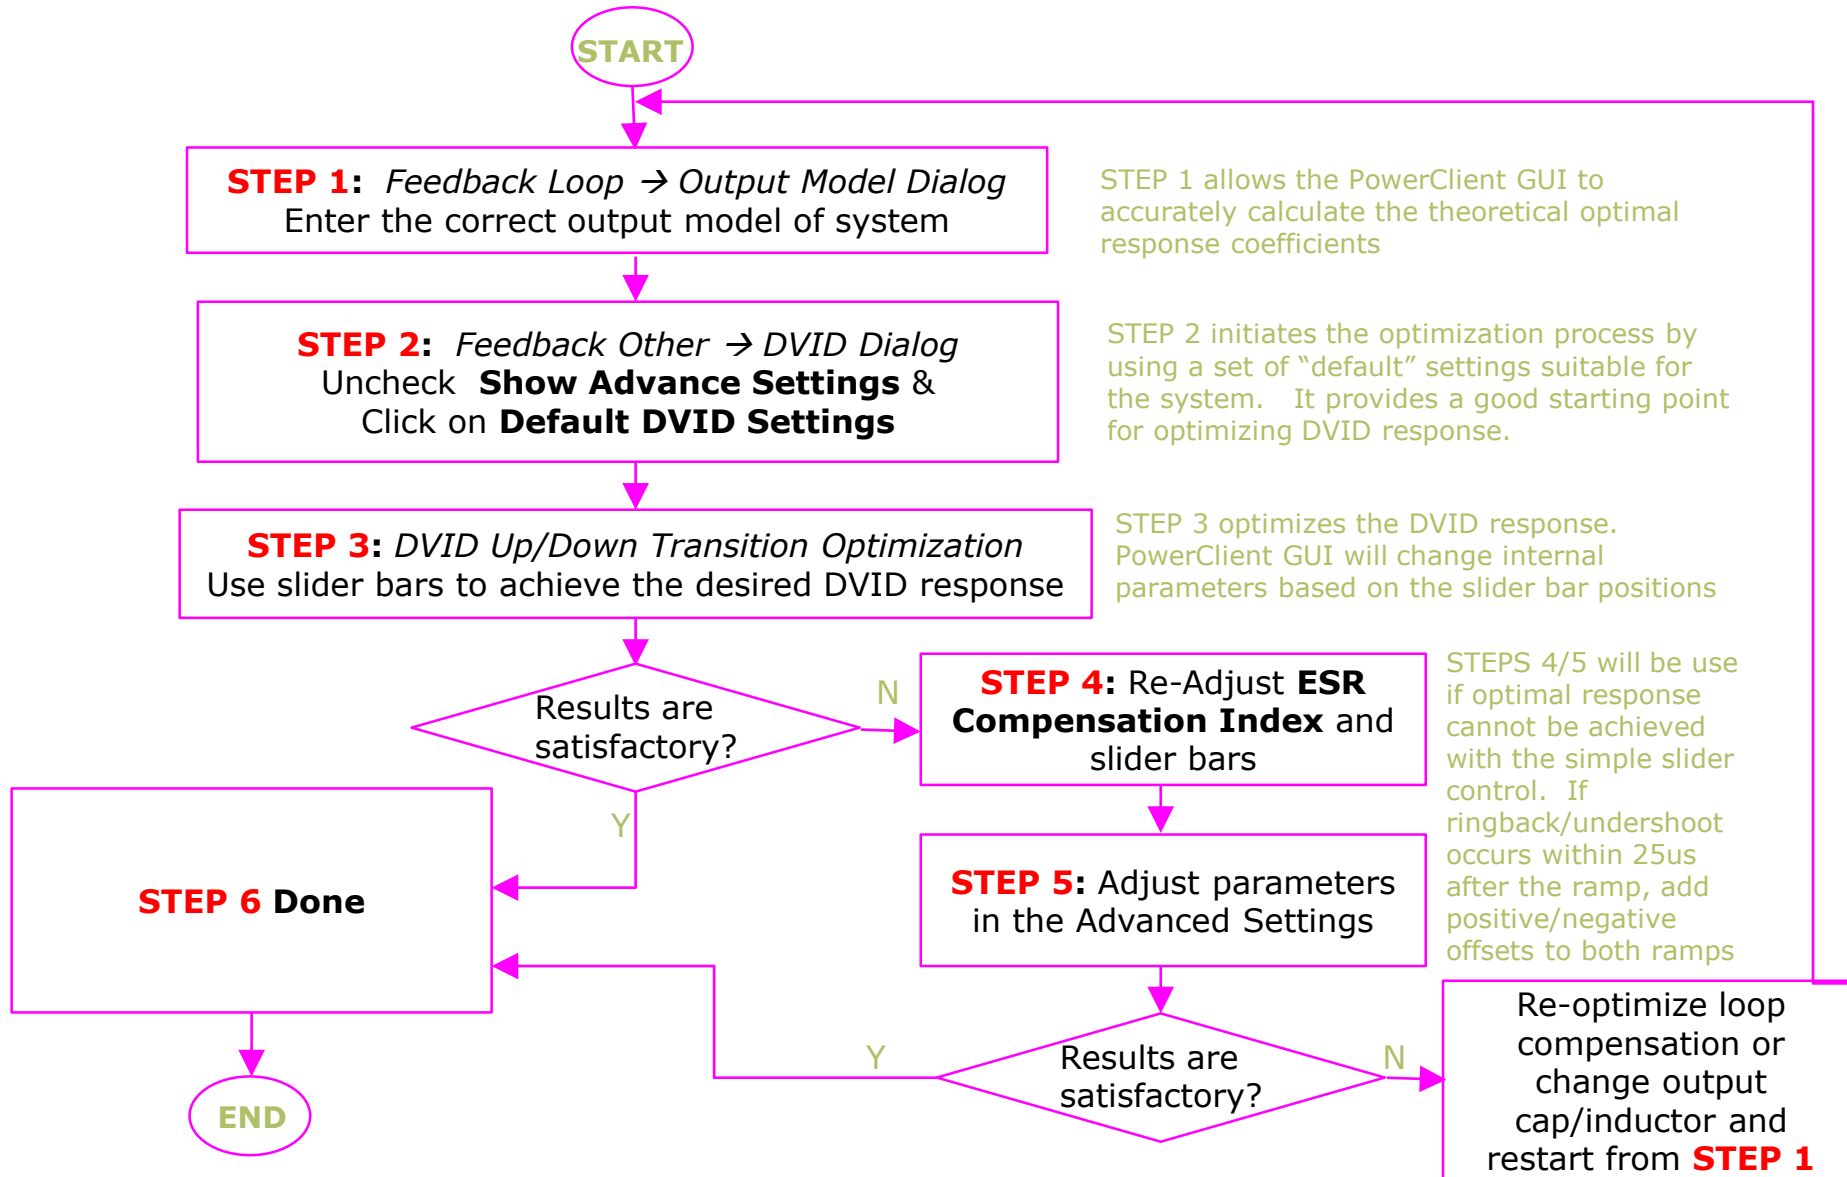 START
STEP 1: Feedback Loop → Output Model Dialog
Enter the correct output model of system
STEP 1 allows the PowerClient GUI to
accurately calculate the theoretical optimal
response coefficients
STEP 2: Feedback Other → DVID Dialog
Uncheck Show Advance Settings &
Click on Default DVID Settings
STEP 2 initiates the optimization process by
using a set of “default” settings suitable for
the system. It provides a good starting point
for optimizing DVID response.
STEP 3: DVID Up/Down Transition Optimization
Use slider bars to achieve the desired DVID response
STEP 3 optimizes the DVID response.
PowerClient GUI will change internal
parameters based on the slider bar positions
Results are
satisfactory?
N
Y
STEP 4: Re-Adjust ESR
Compensation Index and
slider bars
STEPS 4/5 will be use
if optimal response
cannot be achieved
with the simple slider
control. If
ringback/undershoot
occurs within 25us
after the ramp, add
positive/negative
offsets to both ramps
STEP 5: Adjust parameters
in the Advanced Settings
STEP 6 Done
Results are
satisfactory?
Y
N
Re-optimize loop
compensation or
change output
cap/inductor and
restart from STEP 1
END